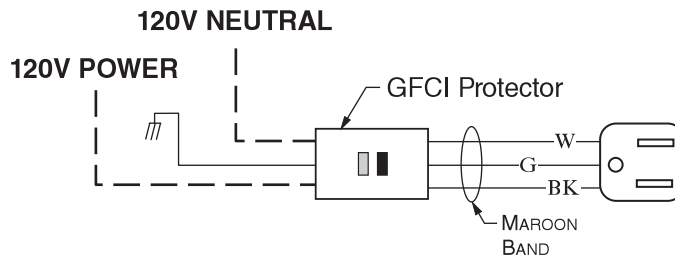 120V NEUTRAL
120V POWER
GFCI Protector
W
G
BK
MAROON
BAND